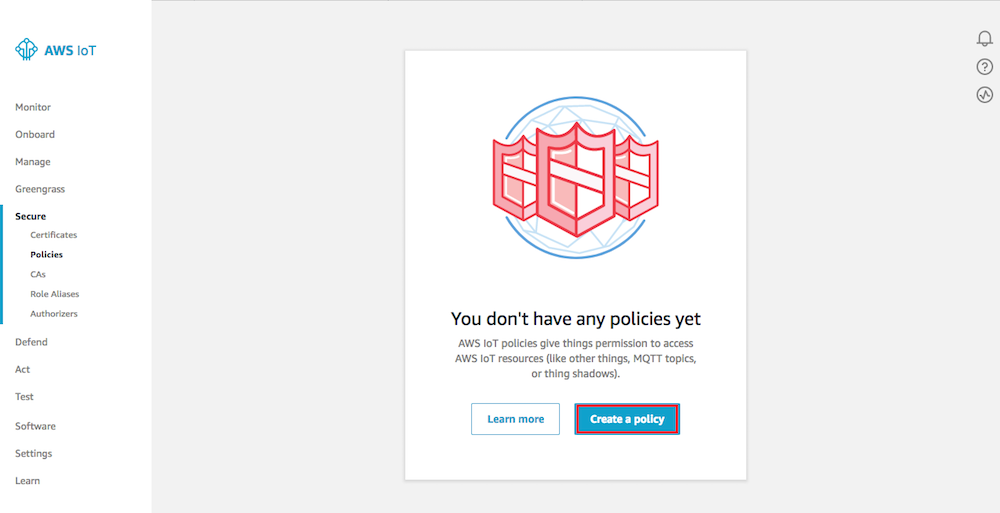 AWS IoT
Monitor
Onboard
Manage
Greengrass
Secure
Certificates
Policies
CAs
Role Aliases
Authorizers
Defend
Act
Test
Software
Settings
Learn
You don't have any policies yet
AWS IoT policies give things permission to access
AWS IoT resources (like other things, MQTT topics,
or thing shadows).
Learn more
Create a policy